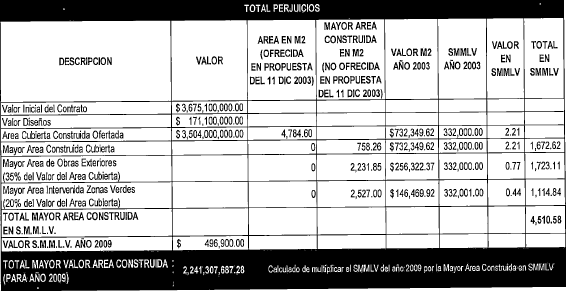 TOTAL PERJUICIOS
DESCRIPCION VALOR AREA EN M2 (OFRECIDA EN PROPUESTA DEL 11 DIC 2003) MAYOR AREA CONSTRUIDA EN M2 (NO OFRECIDA EN PROPUESTA DEL 11 DIC 2003) VALOR M2 AÑO 2003 SMMLV AÑO 2003 VALOR EN SMMLV TOTAL EN SMMLV
Valor Inicial del Contrato $ 3,675,100,000.00
Valor Diseños $ 171,100,000.00
Area Cubierta Construida Ofertada $ 3,504,000,000.00 4,784.60 $732,349.62 332,000.00 2.21
Mayor Area Construida Cubierta 0 758.26 $732,349.62 332,000.00 2.21 1,672.62
Mayor Area de Obras Exteriores (35% del Valor del Area Cubierta) 0 2,231.85 $256,322.37 332,000.00 0.77 1,723.11
Mayor Area Intervenida Zonas Verdes (20% del Valor del Area Cubierta) 0 2,527.00 $146,469.92 332,001.00 0.44 1,114.84
TOTAL MAYOR AREA CONSTRUIDA EN S.M.M.L.V. 4,510.58
VALOR S.M.M.L.V. AÑO 2009 $ 496,900.00
TOTAL MAYOR VALOR AREA CONSTRUIDA (PARA AÑO 2009) 2,241,307,687.28 Calculado de multiplicar el SMMLV del año 2009 por la Mayor Area Construida en SMMLV